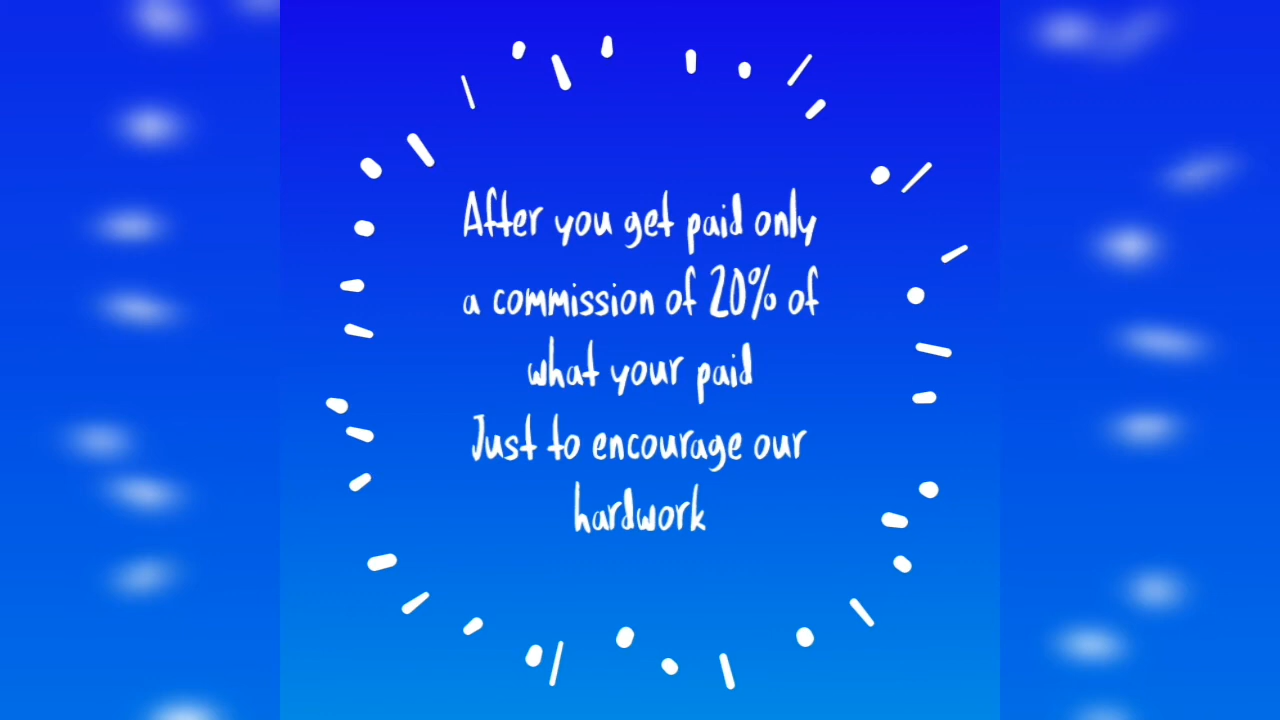 After you get paid only
a commission of 20% of
what your paid
Just to encourage our
hardwork